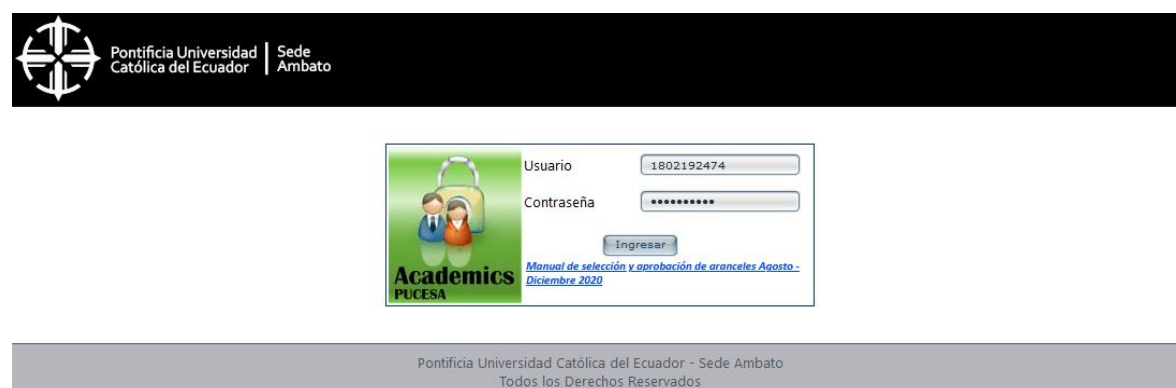 Pontificia Universidad
Católica del Ecuador
Sede
Ambato
Usuario
1802192474
Contraseña
••••••••••
Ingresar
Manual de selección y aprobación de aranceles Agosto -
Diciembre 2020
Academics
PUCESA
Pontificia Universidad Católica del Ecuador - Sede Ambato
Todos los Derechos Reservados